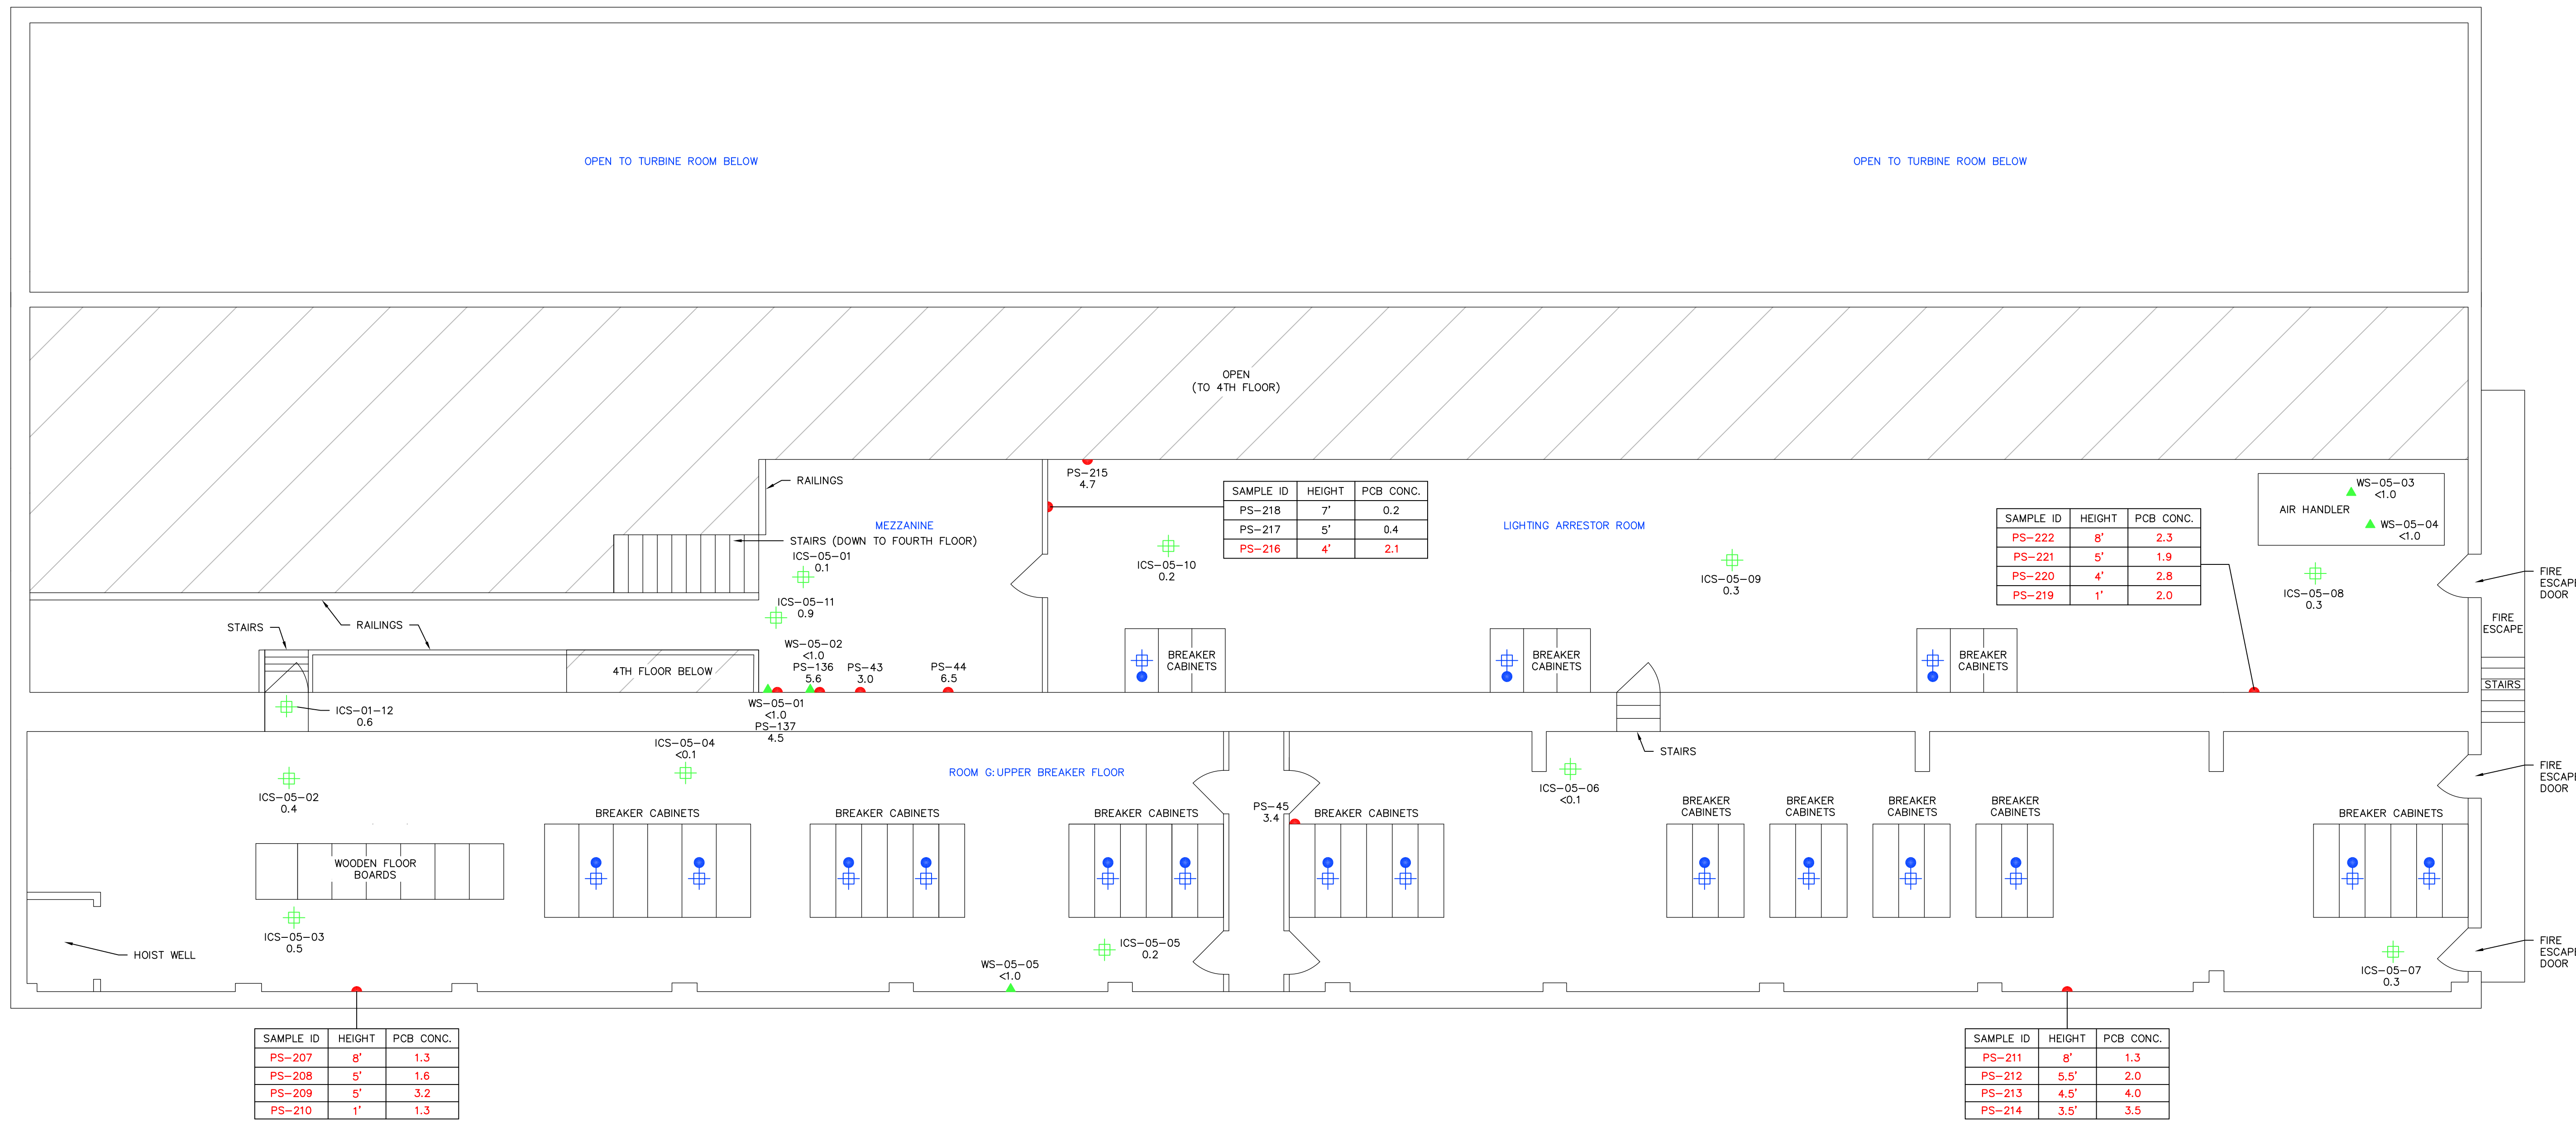 OPEN TO TURBINE ROOM BELOW
OPEN TO TURBINE ROOM BELOW
OPEN
(TO 4TH FLOOR)
RAILINGS
MEZZANINE
STAIRS (DOWN TO FOURTH FLOOR)
ICS-05-01
0.1
ICS-05-11
0.9
PS-215
4.7
SAMPLE ID HEIGHT PCB CONC.
PS-218 7' 0.2
PS-217 5' 0.4
PS-216 4' 2.1
ICS-05-10
0.2
LIGHTING ARRESTOR ROOM
ICS-05-09
0.3
SAMPLE ID HEIGHT PCB CONC.
PS-222 8' 2.3
PS-221 5' 1.9
PS-220 4' 2.8
PS-219 1' 2.0
AIR HANDLER
WS-05-03
<1.0
WS-05-04
<1.0
ICS-05-08
0.3
FIRE
ESCAPE
DOOR
FIRE
ESCAPE
STAIRS
STAIRS
RAILINGS
4TH FLOOR BELOW
WS-05-02
<1.0
PS-136
5.6
PS-43
3.0
PS-44
6.5
BREAKER
CABINETS
BREAKER
CABINETS
BREAKER
CABINETS
ICS-01-12
0.6
WS-05-01
<1.0
PS-137
4.5
ICS-05-04
<0.1
STAIRS
ROOM G: UPPER BREAKER FLOOR
ICS-05-02
0.4
ICS-05-06
<0.1
FIRE
ESCAPE
DOOR
PS-45
3.4
BREAKER CABINETS
BREAKER CABINETS
BREAKER CABINETS
BREAKER CABINETS
BREAKER
CABINETS
BREAKER
CABINETS
BREAKER
CABINETS
BREAKER
CABINETS
BREAKER CABINETS
WOODEN FLOOR
BOARDS
ICS-05-03
0.5
HOIST WELL
WS-05-05
<1.0
ICS-05-05
0.2
ICS-05-07
0.3
FIRE
ESCAPE
DOOR
SAMPLE ID HEIGHT PCB CONC.
PS-207 8' 1.3
PS-208 5' 1.6
PS-209 5' 3.2
PS-210 1' 1.3
SAMPLE ID HEIGHT PCB CONC.
PS-211 8' 1.3
PS-212 5.5' 2.0
PS-213 4.5' 4.0
PS-214 3.5' 3.5